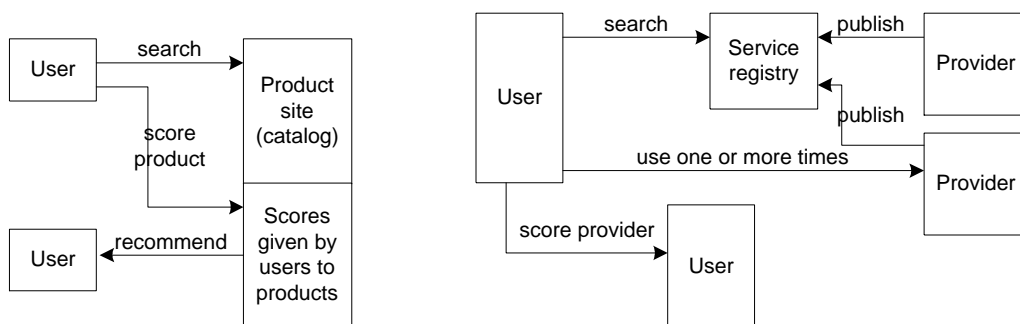 search
User
Product
site
(catalog)
score
product
Scores
given by
users to
products
recommend
User
search
publish
Service
registry
Provider
User
publish
use one or more times
Provider
score provider
User